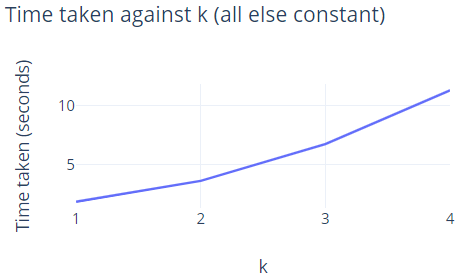 Time taken against k (all else constant)
Time taken (seconds)
10
5
1 2 3 4
k